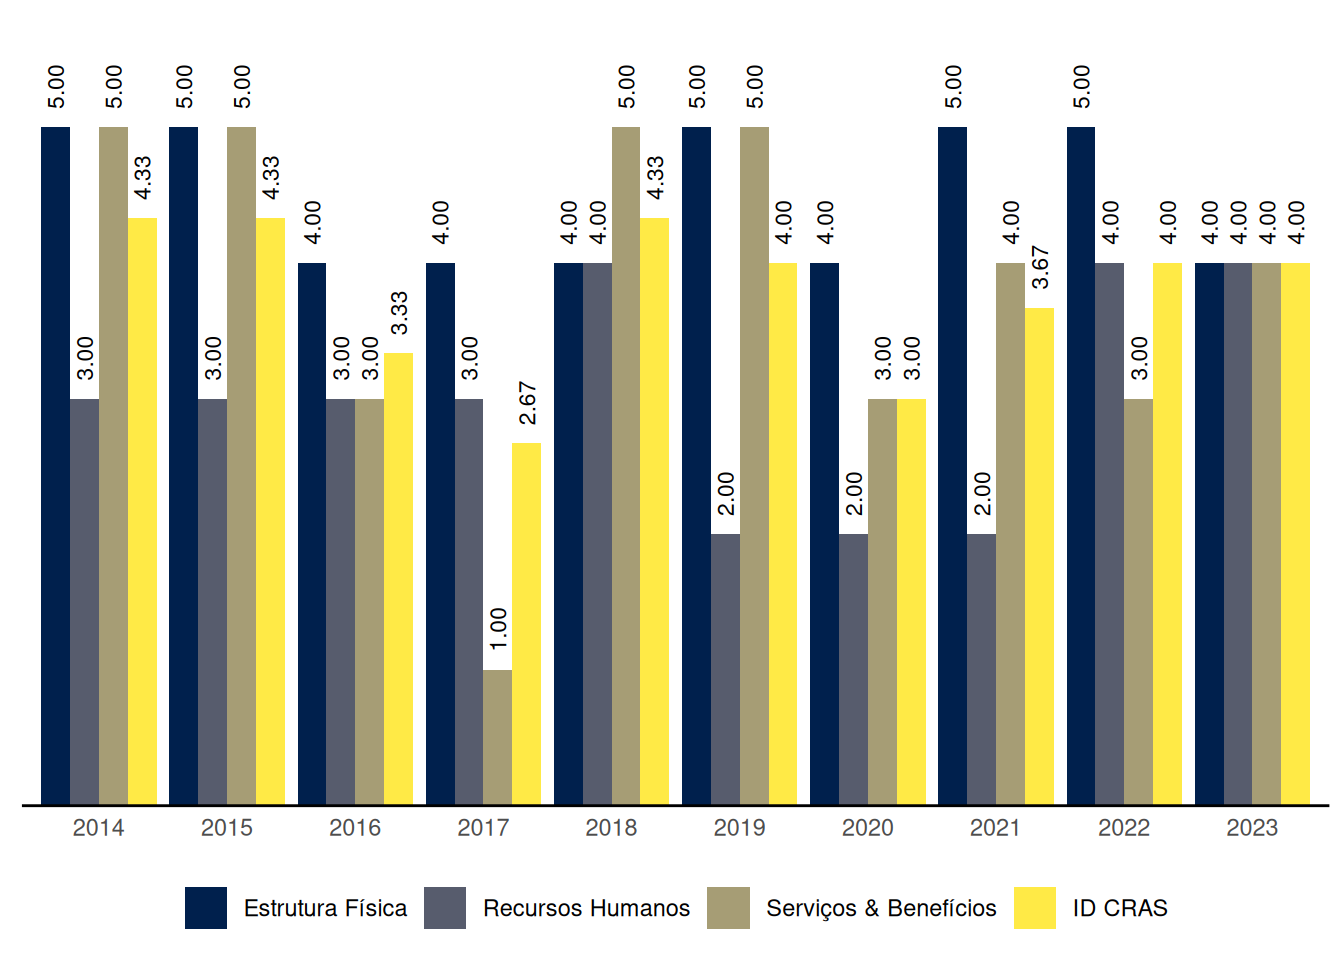 5.00 3.00 5.00 4.33 5.00 3.00 5.00 4.33 4.00 3.00 3.00 3.33 4.00 3.00 1.00 2.67 4.00 4.00 5.00 4.33 5.00 2.00 5.00 4.00 4.00 2.00 3.00 3.00 5.00 2.00 4.00 3.67 5.00 4.00 3.00 4.00 4.00 4.00 4.00 4.00
2014 2015 2016 2017 2018 2019 2020 2021 2022 2023
Estrutura Física Recursos Humanos Serviços & Benefícios ID CRAS